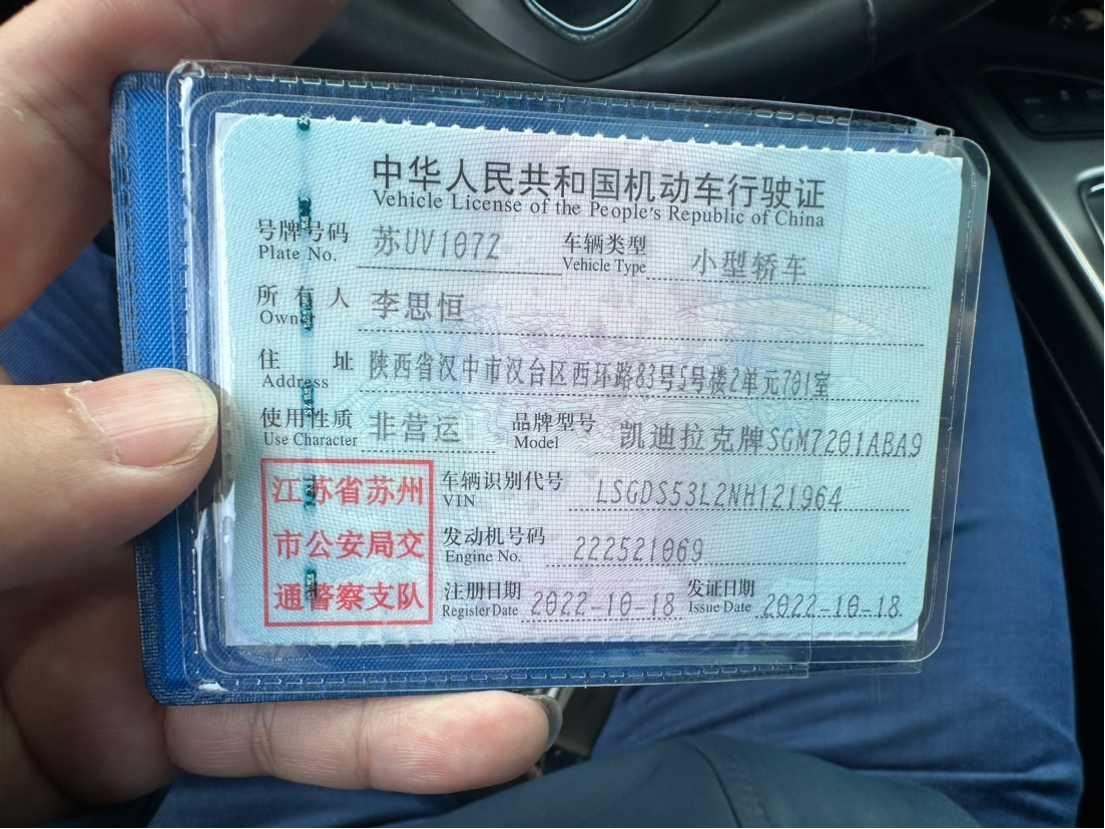 中华人民共和国机动车行驶证
Vehicle License of the People's Republic of China
号牌号码 苏UV107Z 车辆类型 小型轿车
Plate No. Vehicle Type
所有人 李思恒
Owner
住址 陕西省汉中市汉台区西环路83号5号楼2单元701室
Address
使用性质 非营运 品牌型号 凯迪拉克牌SGM7201ABA9
Use Character Model
江苏省苏州
市公安局交
通警察支队
车辆识别代号 LSGDS53L2NH121964
VIN
发动机号码 222521069
Engine No.
注册日期 2022-10-18 发证日期 2022-10-18
Register Date Issue Date